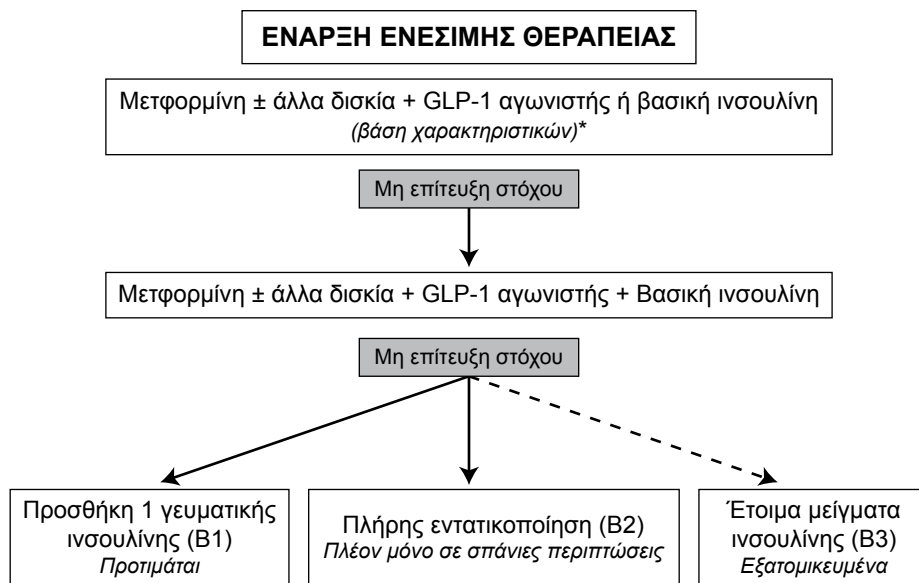 ΕΝΑΡΞΗ ΕΝΕΣΙΜΗΣ ΘΕΡΑΠΕΙΑΣ
Μετφορμίνη ± άλλα δισκία + GLP-1 αγωνιστής ή βασική ινσουλίνη
(βάση χαρακτηριστικών)*
Μη επίτευξη στόχου
Μετφορμίνη ± άλλα δισκία + GLP-1 αγωνιστής + Βασική ινσουλίνη
Μη επίτευξη στόχου
Προσθήκη 1 γευματικής
ινσουλίνης (Β1)
Προτιμάται
Πλήρης εντατικοποίηση (Β2)
Πλέον μόνο σε σπάνιες περιπτώσεις
Έτοιμα μείγματα
ινσουλίνης (Β3)
Εξατομικευμένα